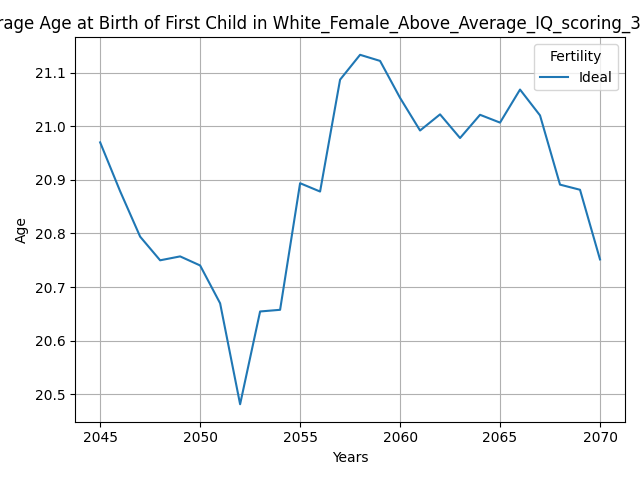 Age at Birth of First Child in White_Female_Above_Average_IQ_scoring_3
Fertility
Ideal
21.1
21.0
20.9
20.8
20.7
20.6
20.5
Age
2045 2050 2055 2060 2065 2070
Years